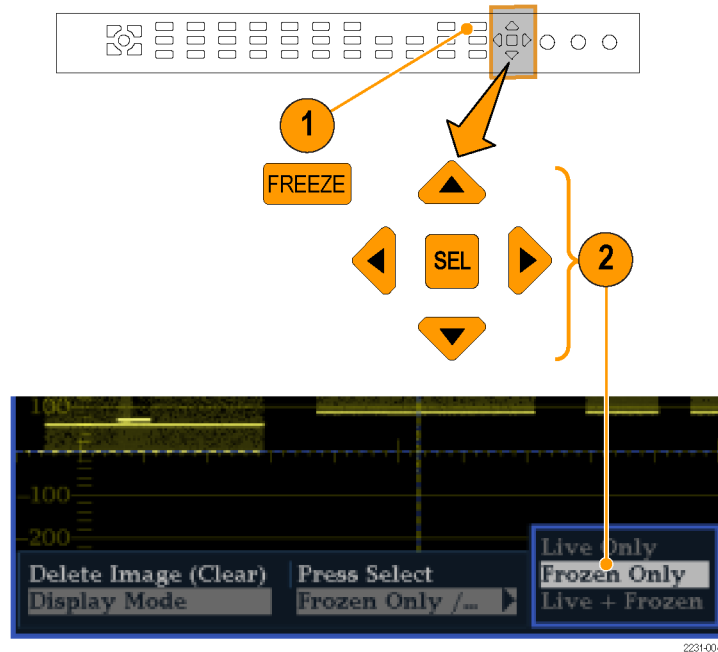 1
FREEZE
SEL
2
100
-100
-200
Live Only
Delete Image (Clear) Press Select Frozen Only
Display Mode Frozen Only /... Live + Frozen
2231-00